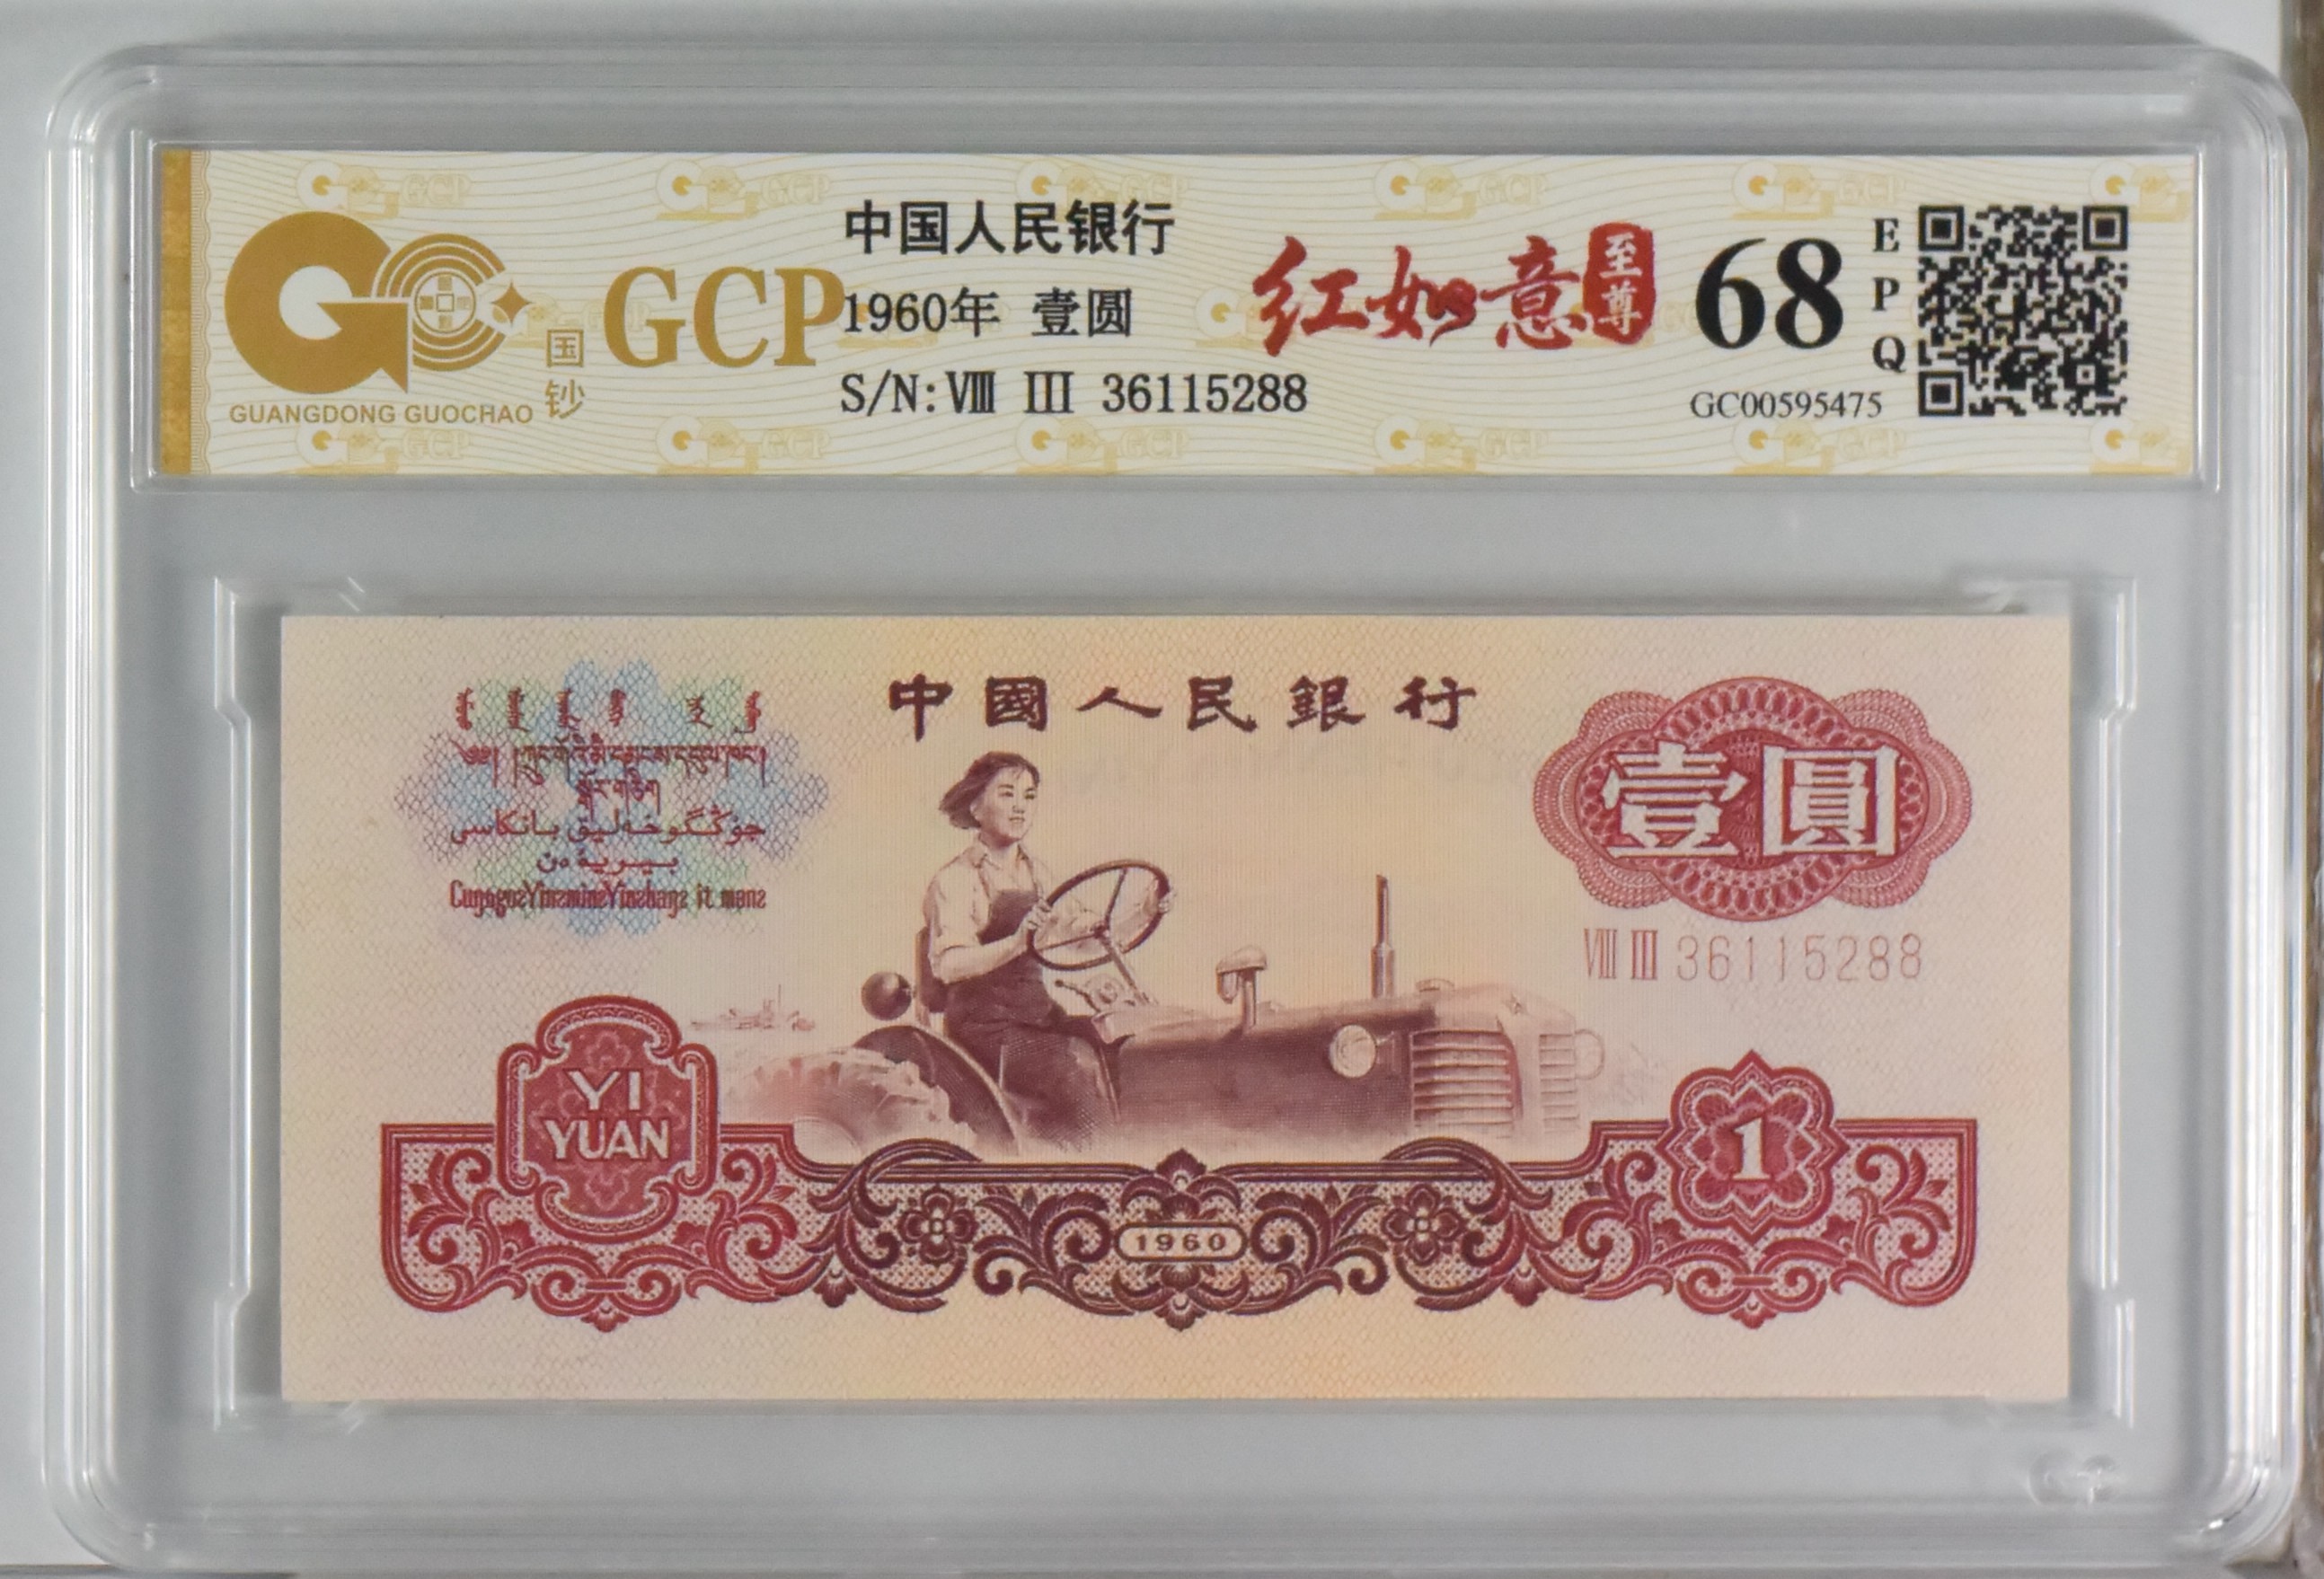 GCP
国钞
GUANGDONG GUOCHAO
中国人民银行
1960年 壹圆
S/N:Ⅷ Ⅲ 36115288
红如意
至尊
68
EPQ
GC00595475
中國人民銀行
壹圓
VIII III 36115288
YI
YUAN
1960
1